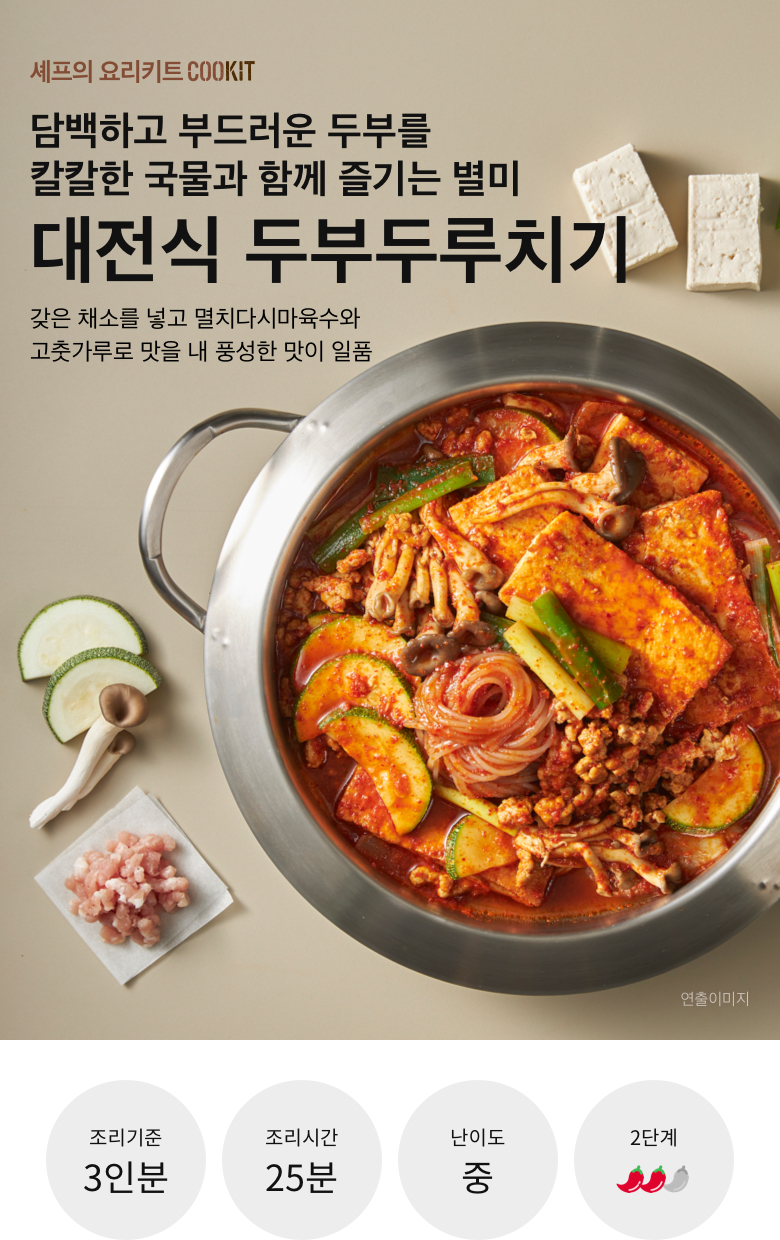 셰프의 요리키트 COOKIT
담백하고 부드러운 두부를
칼칼한 국물과 함께 즐기는 별미
대전식 두부두루치기
갖은 채소를 넣고 멸치다시마육수와
고춧가루로 맛을 내 풍성한 맛이 일품
연출이미지
조리기준
3인분
조리시간
25분
난이도
중
2단계